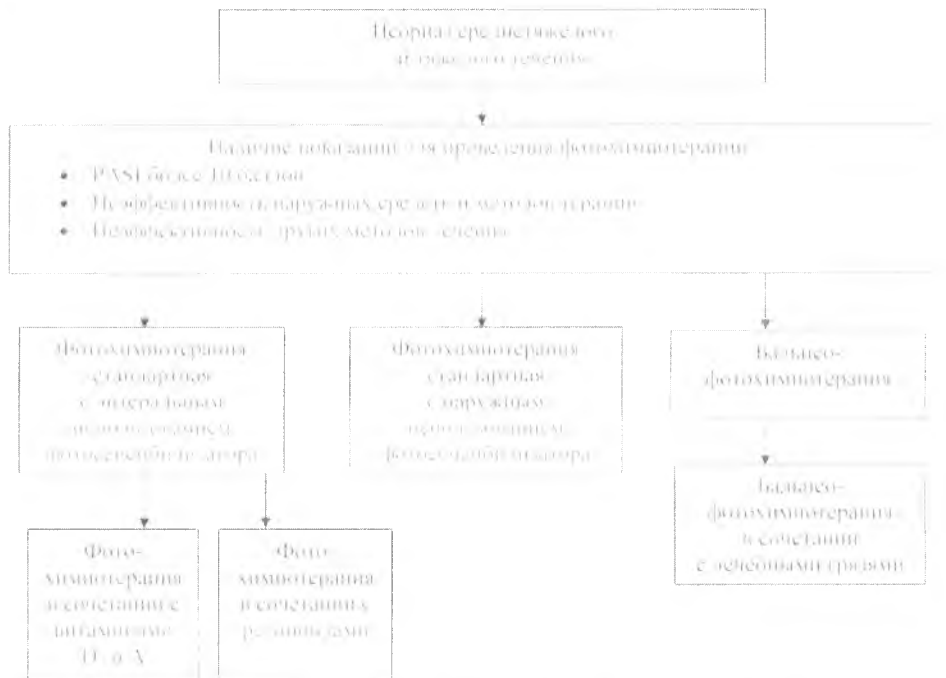 Псориаз среднетяжелого
и тяжелого течения
Наличие показаний для проведения фотохимиотерапии
• PASI более 10 баллов
• Неэффективность наружных средств и методов терапии
• Неэффективность других методов лечения
Фотохимиотерапия
стандартная
с энтеральным
использованием
фотосенсибилизатора
Фотохимиотерапия
стандартная
с наружным
использованием
фотосенсибилизатора
Бальнео-
фотохимиотерапия
Бальнео-
фотохимиотерапия
в сочетании
с лечебными грязями
Фото-
химиотерапия
в сочетании с
витаминами
и А
Фото-
химиотерапия
в сочетании с
ретиноидами